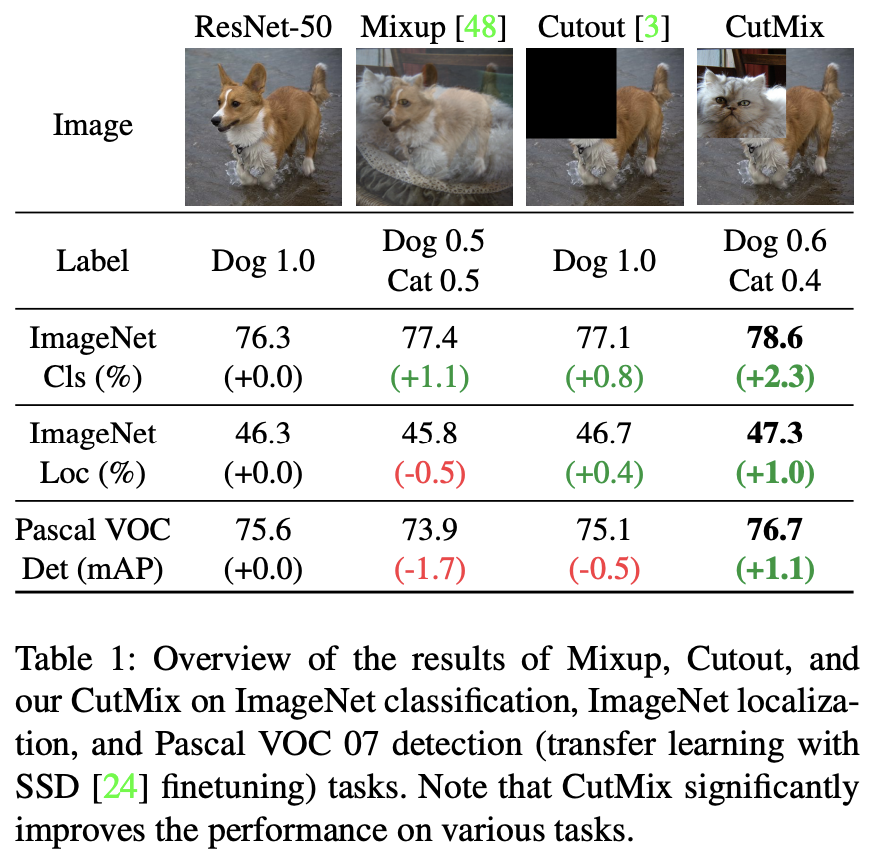 ResNet-50 Mixup [48] Cutout [3] CutMix
Image
Label Dog 1.0 Dog 0.5 Cat 0.5 Dog 1.0 Dog 0.6 Cat 0.4
ImageNet 76.3 77.4 77.1 78.6
Cls (%) (+0.0) (+1.1) (+0.8) (+2.3)
ImageNet 46.3 45.8 46.7 47.3
Loc (%) (+0.0) (-0.5) (+0.4) (+1.0)
Pascal VOC 75.6 73.9 75.1 76.7
Det (mAP) (+0.0) (-1.7) (-0.5) (+1.1)
Table 1: Overview of the results of Mixup, Cutout, and
our CutMix on ImageNet classification, ImageNet localiza-
tion, and Pascal VOC 07 detection (transfer learning with
SSD [24] finetuning) tasks. Note that CutMix significantly
improves the performance on various tasks.